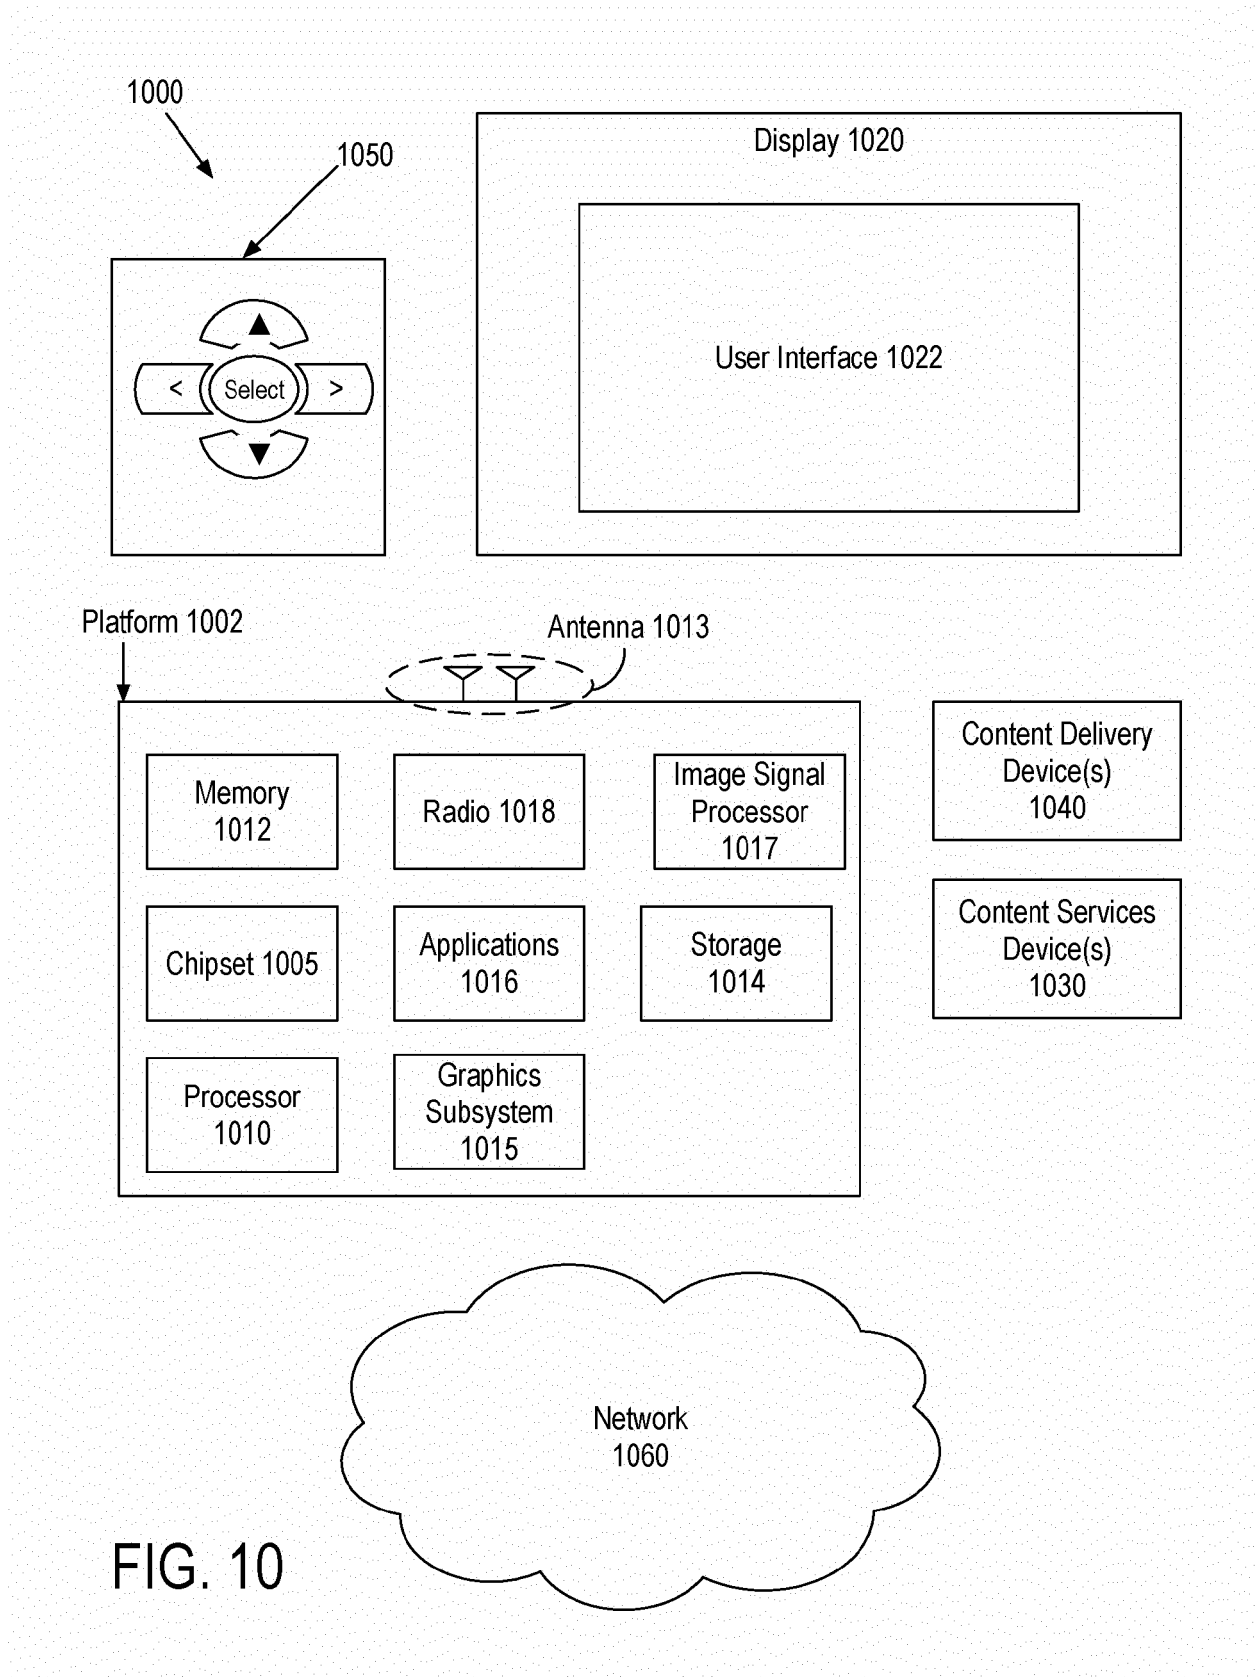 1000
1050
Display 1020
User Interface 1022
<
Select
>
Platform 1002
Antenna 1013
Memory
1012
Radio 1018
Image Signal
Processor
1017
Content Delivery
Device(s)
1040
Chipset 1005
Applications
1016
Storage
1014
Content Services
Device(s)
1030
Processor
1010
Graphics
Subsystem
1015
Network
1060
FIG. 10